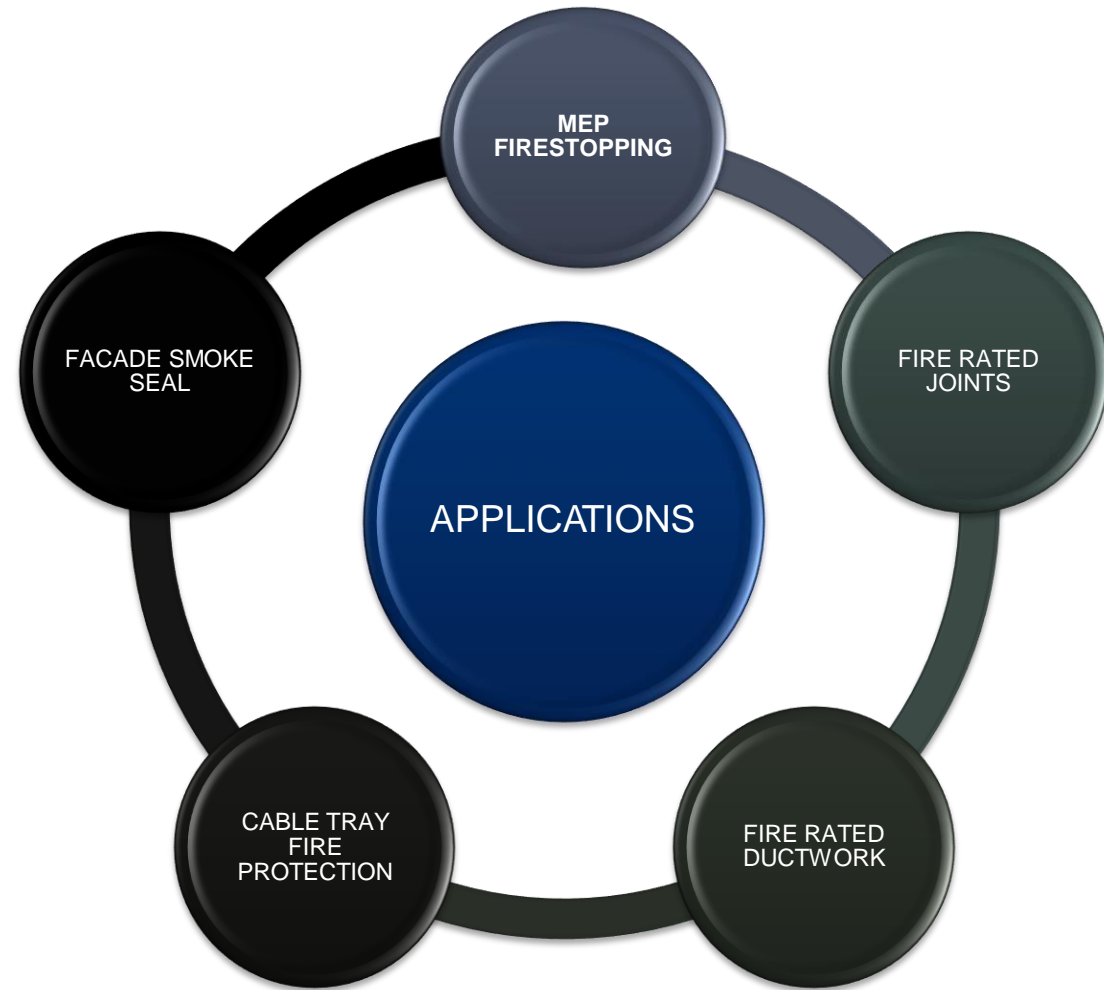 MEP
FIRESTOPPING
FIRE RATED
JOINTS
FIRE RATED
DUCTWORK
CABLE TRAY
FIRE
PROTECTION
FACADE SMOKE
SEAL
APPLICATIONS